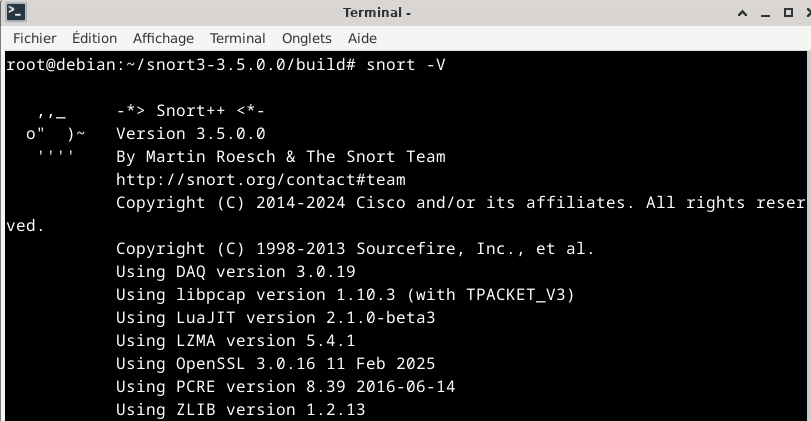 Terminal -
Fichier Édition Affichage Terminal Onglets Aide
root@debian:~/snort3-3.5.0.0/build# snort -V
,,_ -*> Snort++ <*-
o" )~ Version 3.5.0.0
'''' By Martin Roesch & The Snort Team
http://snort.org/contact#team
Copyright (C) 2014-2024 Cisco and/or its affiliates. All rights reser
ved.
Copyright (C) 1998-2013 Sourcefire, Inc., et al.
Using DAQ version 3.0.19
Using libpcap version 1.10.3 (with TPACKET_V3)
Using LuaJIT version 2.1.0-beta3
Using LZMA version 5.4.1
Using OpenSSL 3.0.16 11 Feb 2025
Using PCRE version 8.39 2016-06-14
Using ZLIB version 1.2.13